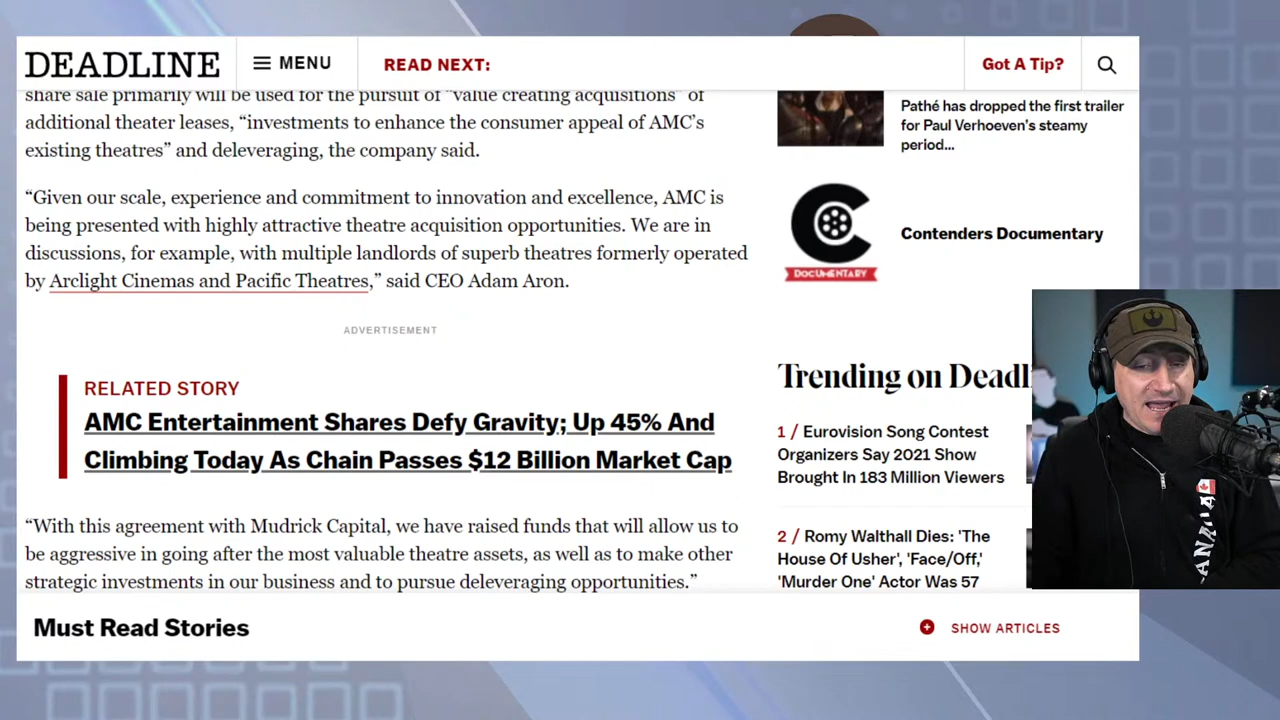 DEADLINE
MENU
READ NEXT:
Got A Tip?
share sale primarily will be used for the pursuit of “value creating acquisitions” of
additional theater leases, “investments to enhance the consumer appeal of AMC’s
existing theatres” and deleveraging, the company said.
“Given our scale, experience and commitment to innovation and excellence, AMC is
being presented with highly attractive theatre acquisition opportunities. We are in
discussions, for example, with multiple landlords of superb theatres formerly operated
by Arclight Cinemas and Pacific Theatres,” said CEO Adam Aron.
ADVERTISEMENT
RELATED STORY
AMC Entertainment Shares Defy Gravity; Up 45% And
Climbing Today As Chain Passes $12 Billion Market Cap
“With this agreement with Mudrick Capital, we have raised funds that will allow us to
be aggressive in going after the most valuable theatre assets, as well as to make other
strategic investments in our business and to pursue deleveraging opportunities.”
Pathé has dropped the first trailer
for Paul Verhoeven's steamy
period...
DOCUMENTARY
Contenders Documentary
Trending on Deadl
1 / Eurovision Song Contest
Organizers Say 2021 Show
Brought In 183 Million Viewers
2 / Romy Walthall Dies: 'The
House Of Usher', 'Face/Off,'
'Murder One' Actor Was 57
Must Read Stories
SHOW ARTICLES